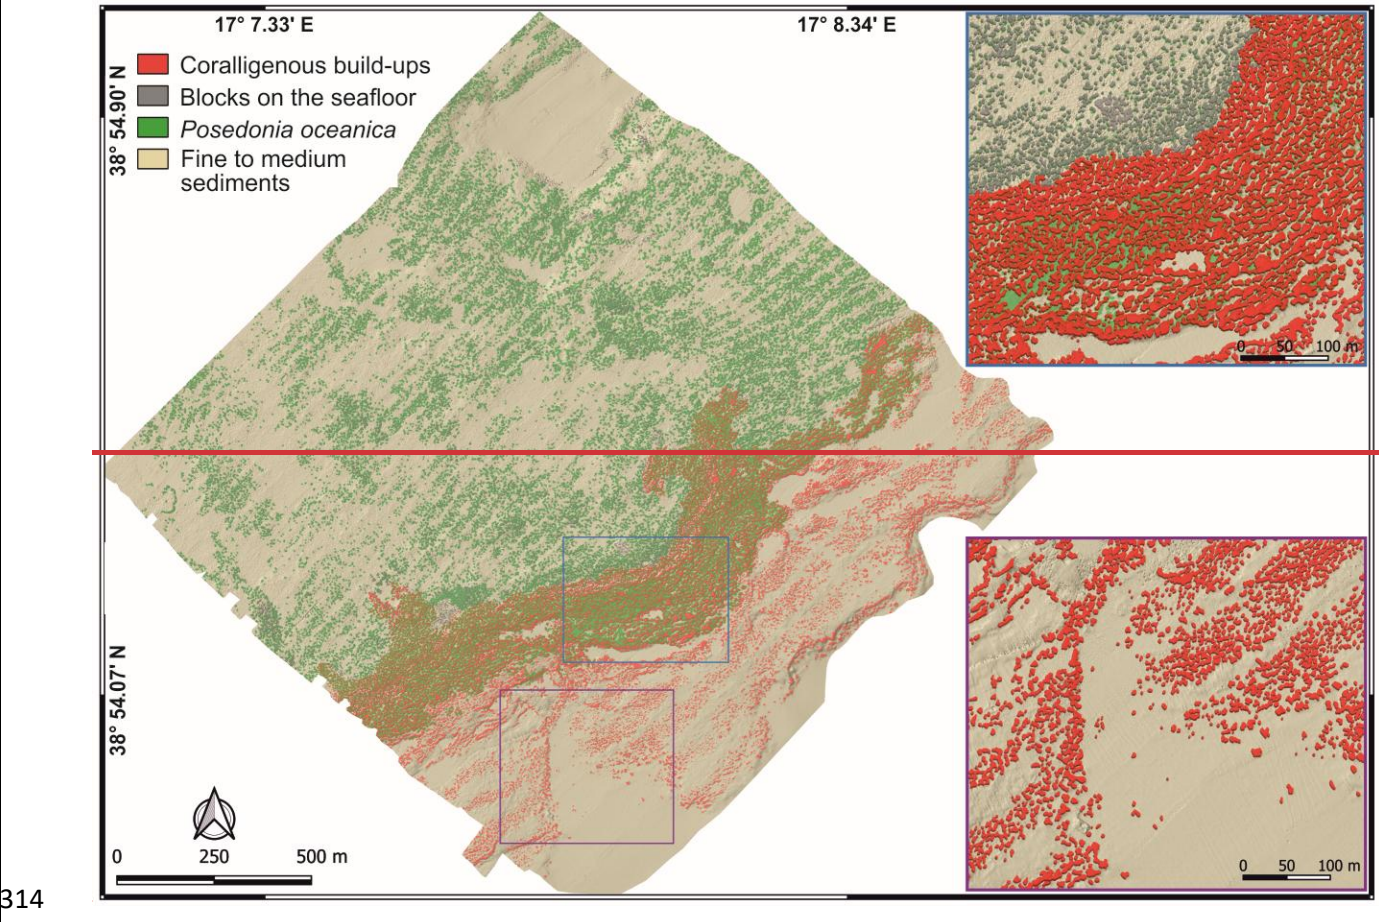 17° 7.33' E
17° 8.34' E
38° 54.90' N
Coralligenous build-ups
Blocks on the seafloor
Posedonia oceanica
Fine to medium
sediments
0 50 100 m
38° 54.07' N
0 250 500 m
0 50 100 m
314